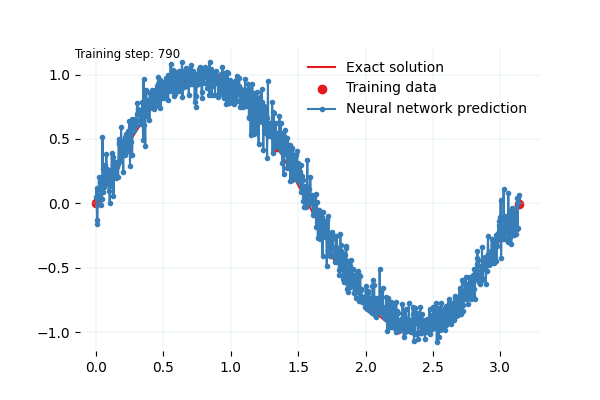 Training step: 790
Exact solution
Training data
Neural network prediction
1.0
0.5
0.0
−0.5
−1.0
0.0 0.5 1.0 1.5 2.0 2.5 3.0